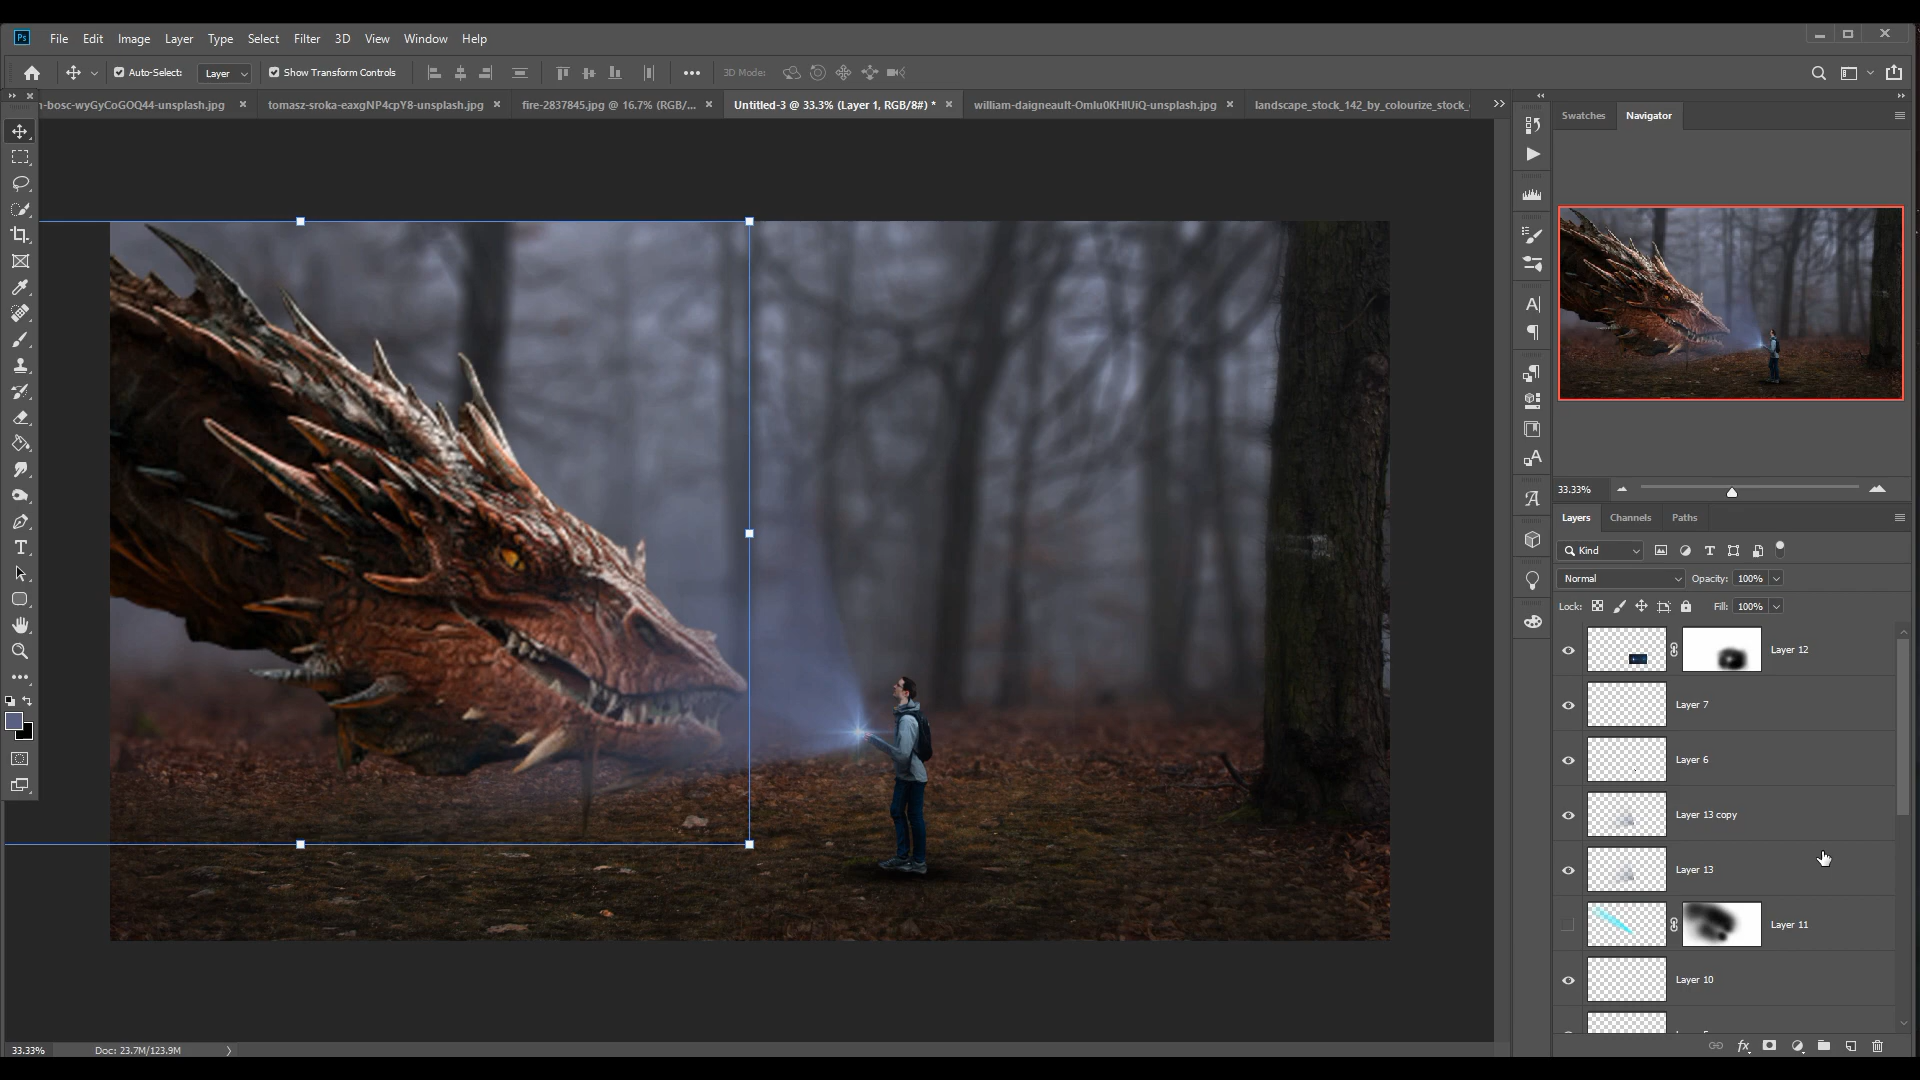 Ps File Edit Image Layer Type Select Filter 3D View Window Help
Auto-Select: Layer Show Transform Controls 3D Mode:
n-bosc-wyGyCoGOQ44-unsplash.jpg tomasz-sroka-eaxgNP4cpY8-unsplash.jpg fire-2837845.jpg @ 16.7% (RGB/... Untitled-3 @ 33.3% (Layer 1, RGB/8#) * william-daigneault-OmIu0KHIUiQ-unsplash.jpg landscape_stock_142_by_colourize_stock_
Swatches Navigator
33.33%
Layers Channels Paths
Kind
Normal Opacity: 100%
Lock: Fill: 100%
Layer 12
Layer 7
Layer 6
Layer 13 copy
Layer 13
Layer 11
Layer 10
33.33% Doc: 23.7M/123.9M